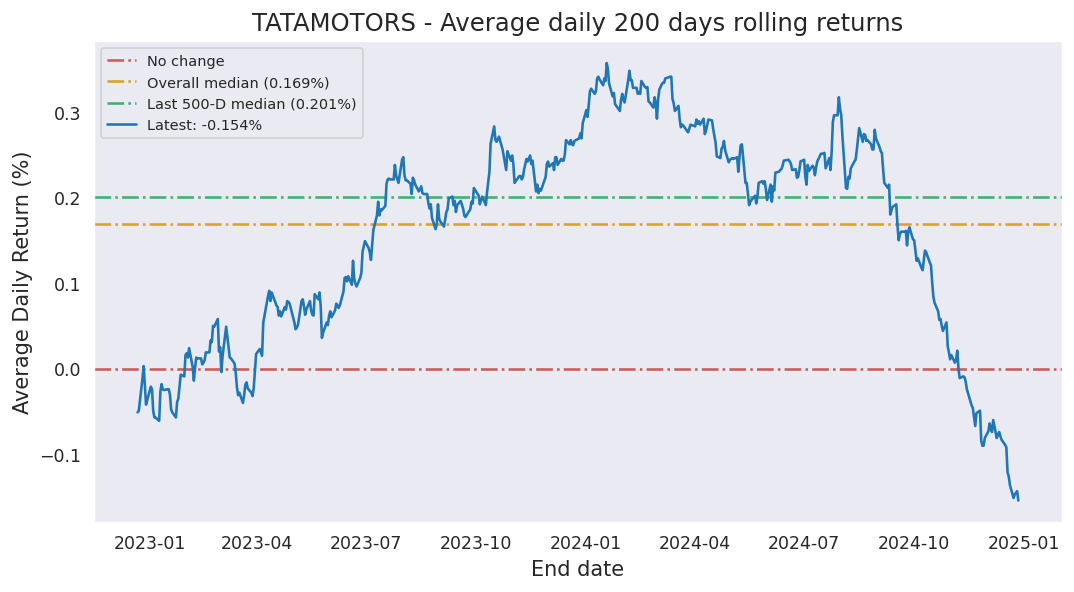 TATAMOTORS - Average daily 200 days rolling returns
No change
Overall median (0.169%)
Last 500-D median (0.201%)
Latest: -0.154%
Average Daily Return (%)
0.3
0.2
0.1
0.0
−0.1
2023-01 2023-04 2023-07 2023-10 2024-01 2024-04 2024-07 2024-10 2025-01
End date